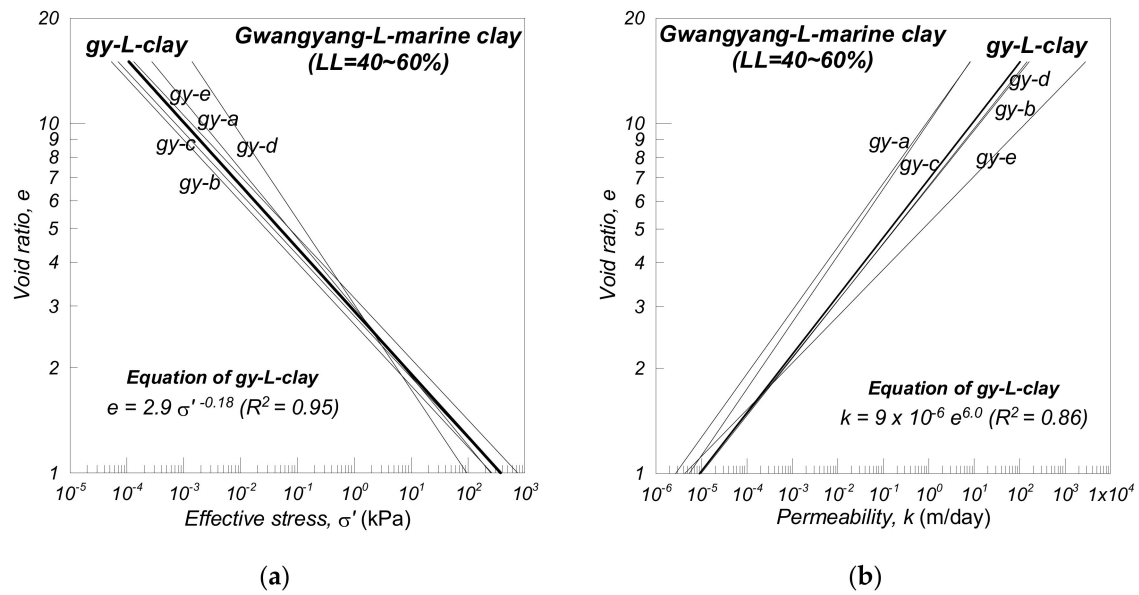 20
10
9
8
7
6
5
4
3
2
1
Void ratio, e
gy-L-clay
Gwangyang-L-marine clay
(LL=40~60%)
gy-e
gy-a
gy-c
gy-d
gy-b
Equation of gy-L-clay
e = 2.9 σ' -0.18 (R2 = 0.95)
10-5 10-4 10-3 10-2 10-1 100 101 102 103
Effective stress, σ' (kPa)
(a)
20
10
9
8
7
6
5
4
3
2
1
Void ratio, e
Gwangyang-L-marine clay
(LL=40~60%)
gy-L-clay
gy-d
gy-b
gy-a
gy-c
gy-e
Equation of gy-L-clay
k = 9 x 10-6 e6.0 (R2 = 0.86)
10-6 10-5 10-4 10-3 10-2 10-1 100 101 102 103 1x104
Permeability, k (m/day)
(b)